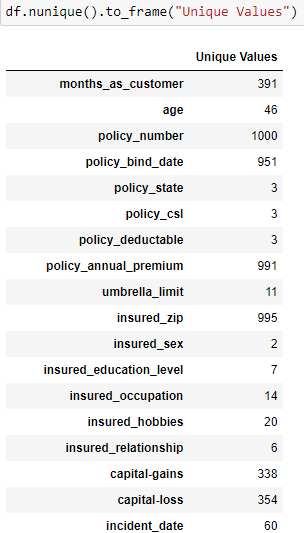 df.nunique().to_frame("Unique Values")
Unique Values
months_as_customer 391
age 46
policy_number 1000
policy_bind_date 951
policy_state 3
policy_csl 3
policy_deductable 3
policy_annual_premium 991
umbrella_limit 11
insured_zip 995
insured_sex 2
insured_education_level 7
insured_occupation 14
insured_hobbies 20
insured_relationship 6
capital-gains 338
capital-loss 354
incident_date 60